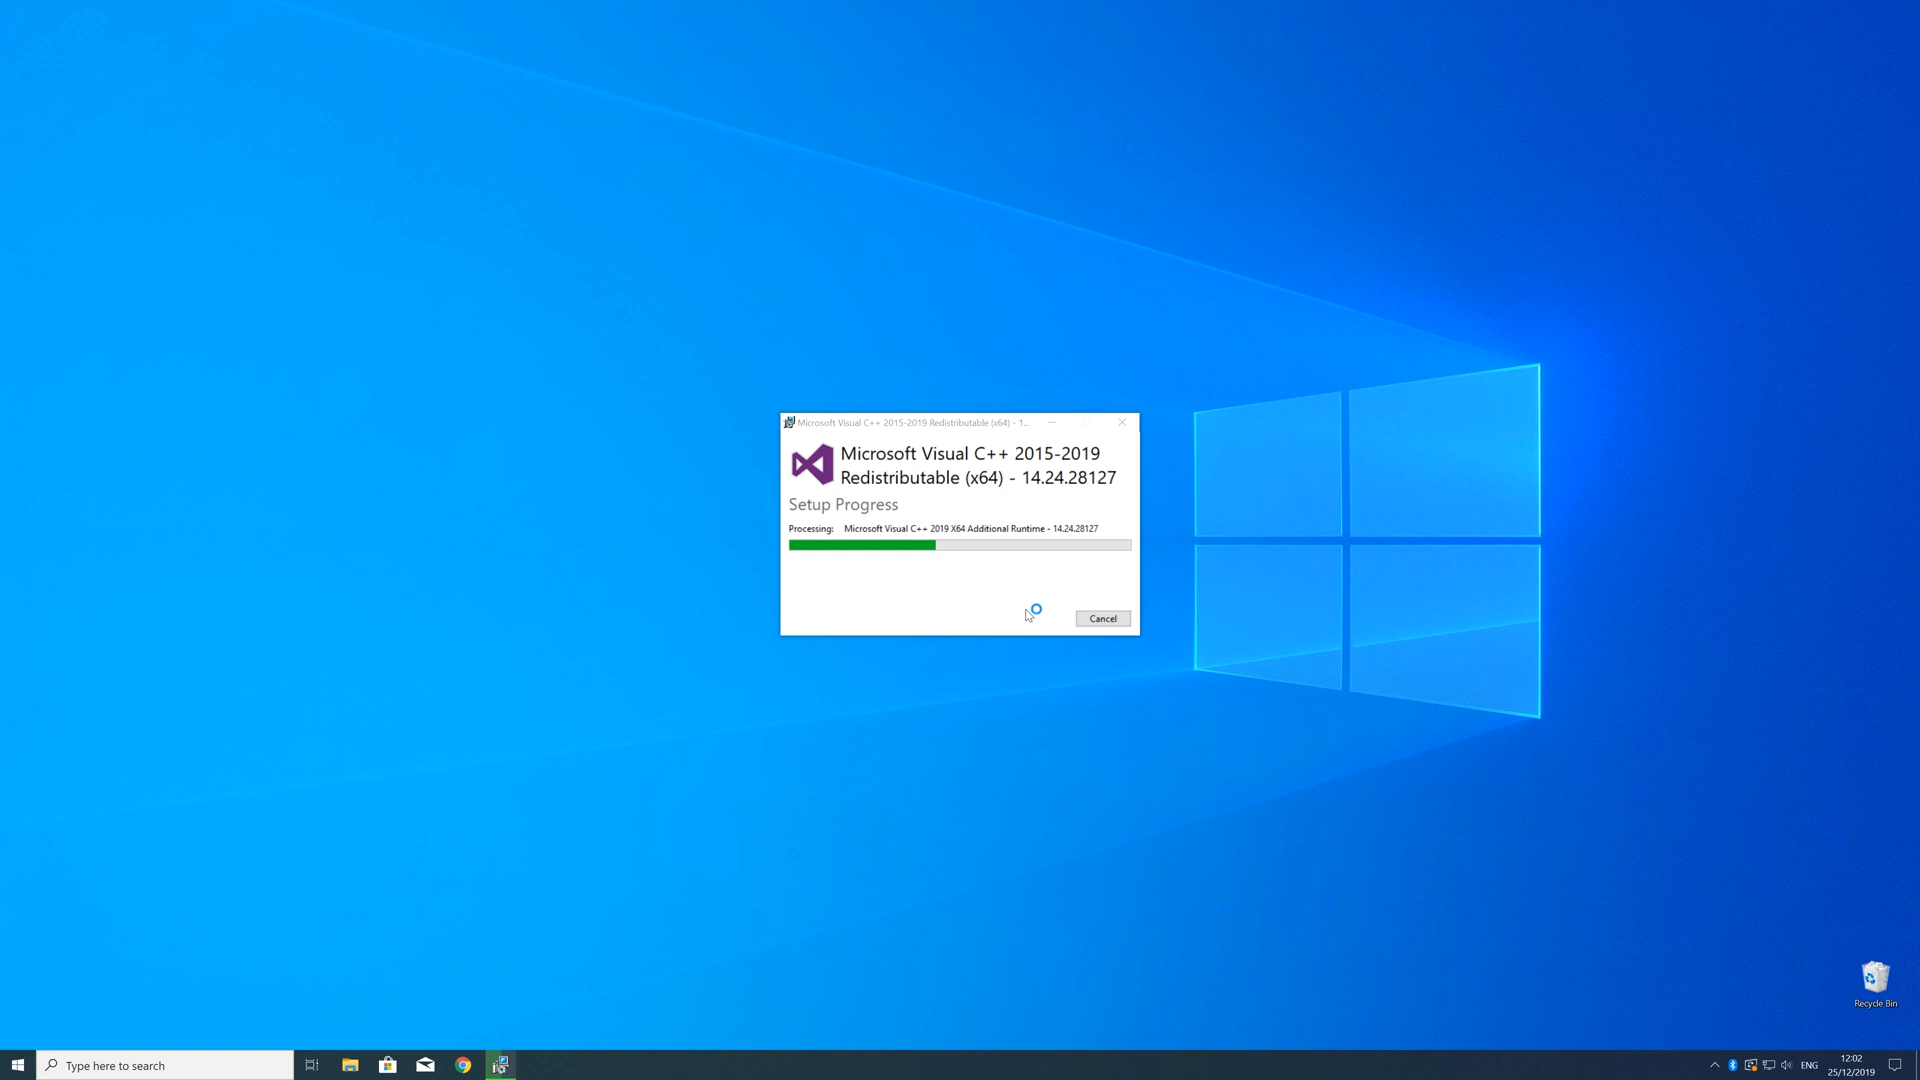 Microsoft Visual C++ 2015-2019 Redistributable (x64) - 1...
Microsoft Visual C++ 2015-2019
Redistributable (x64) - 14.24.28127
Setup Progress
Processing: Microsoft Visual C++ 2019 X64 Additional Runtime - 14.24.28127
Cancel
Recycle Bin
Type here to search
ENG
12:02
25/12/2019